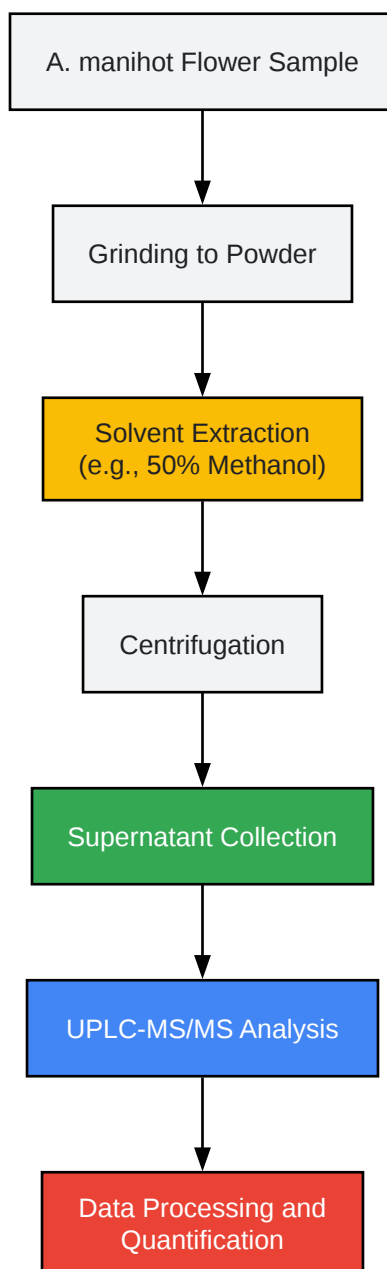 A. manihot Flower Sample
Grinding to Powder
Solvent Extraction
(e.g., 50% Methanol)
Centrifugation
Supernatant Collection
UPLC-MS/MS Analysis
Data Processing and
Quantification